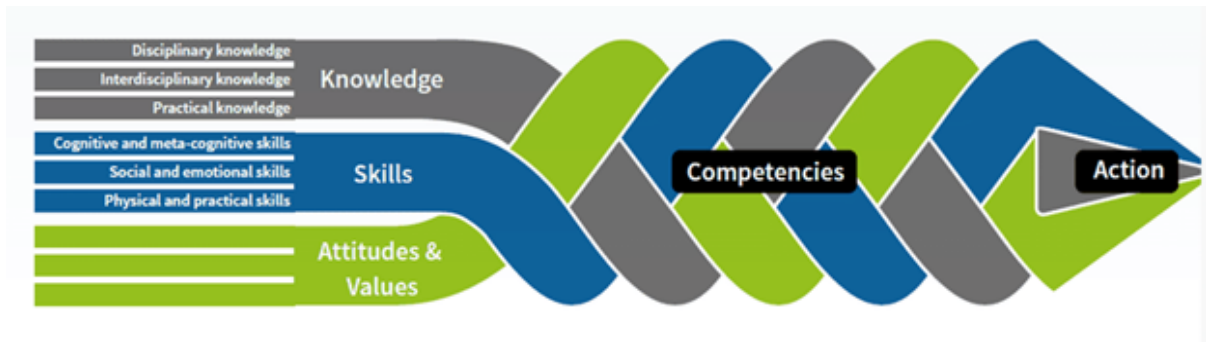 Disciplinary knowledge
Interdisciplinary knowledge
Practical knowledge
Knowledge
Cognitive and meta-cognitive skills
Social and emotional skills
Physical and practical skills
Skills
Attitudes &
Values
Competencies
Action